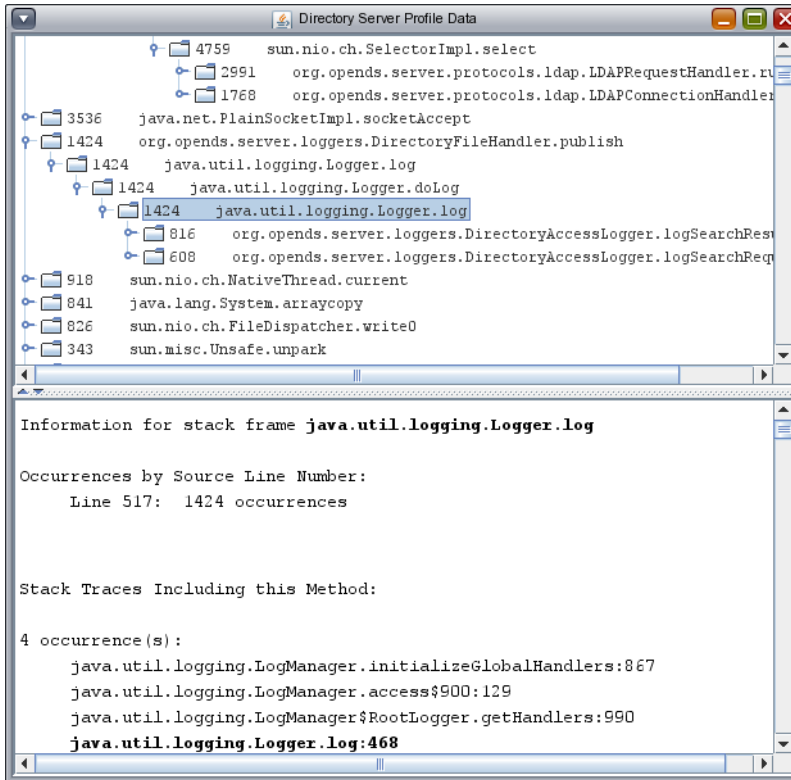 Directory Server Profile Data
4759 sun.nio.ch.SelectorImpl.select
2991 org.opends.server.protocols.ldap.LDAPRequestHandler.ru
1768 org.opends.server.protocols.ldap.LDAPConnectionHandler
3536 java.net.PlainSocketImpl.socketAccept
1424 org.opends.server.loggers.DirectoryFileHandler.publish
1424 java.util.logging.Logger.log
1424 java.util.logging.Logger.doLog
1424 java.util.logging.Logger.log
816 org.opends.server.loggers.DirectoryAccessLogger.logSearchResu
608 org.opends.server.loggers.DirectoryAccessLogger.logSearchReq
918 sun.nio.ch.NativeThread.current
841 java.lang.System.arraycopy
826 sun.nio.ch.FileDispatcher.write0
343 sun.misc.Unsafe.unpark
Information for stack frame java.util.logging.Logger.log
Occurrences by Source Line Number:
Line 517: 1424 occurrences
Stack Traces Including this Method:
4 occurrence(s):
java.util.logging.LogManager.initializeGlobalHandlers:867
java.util.logging.LogManager.access$900:129
java.util.logging.LogManager$RootLogger.getHandlers:990
java.util.logging.Logger.log:468